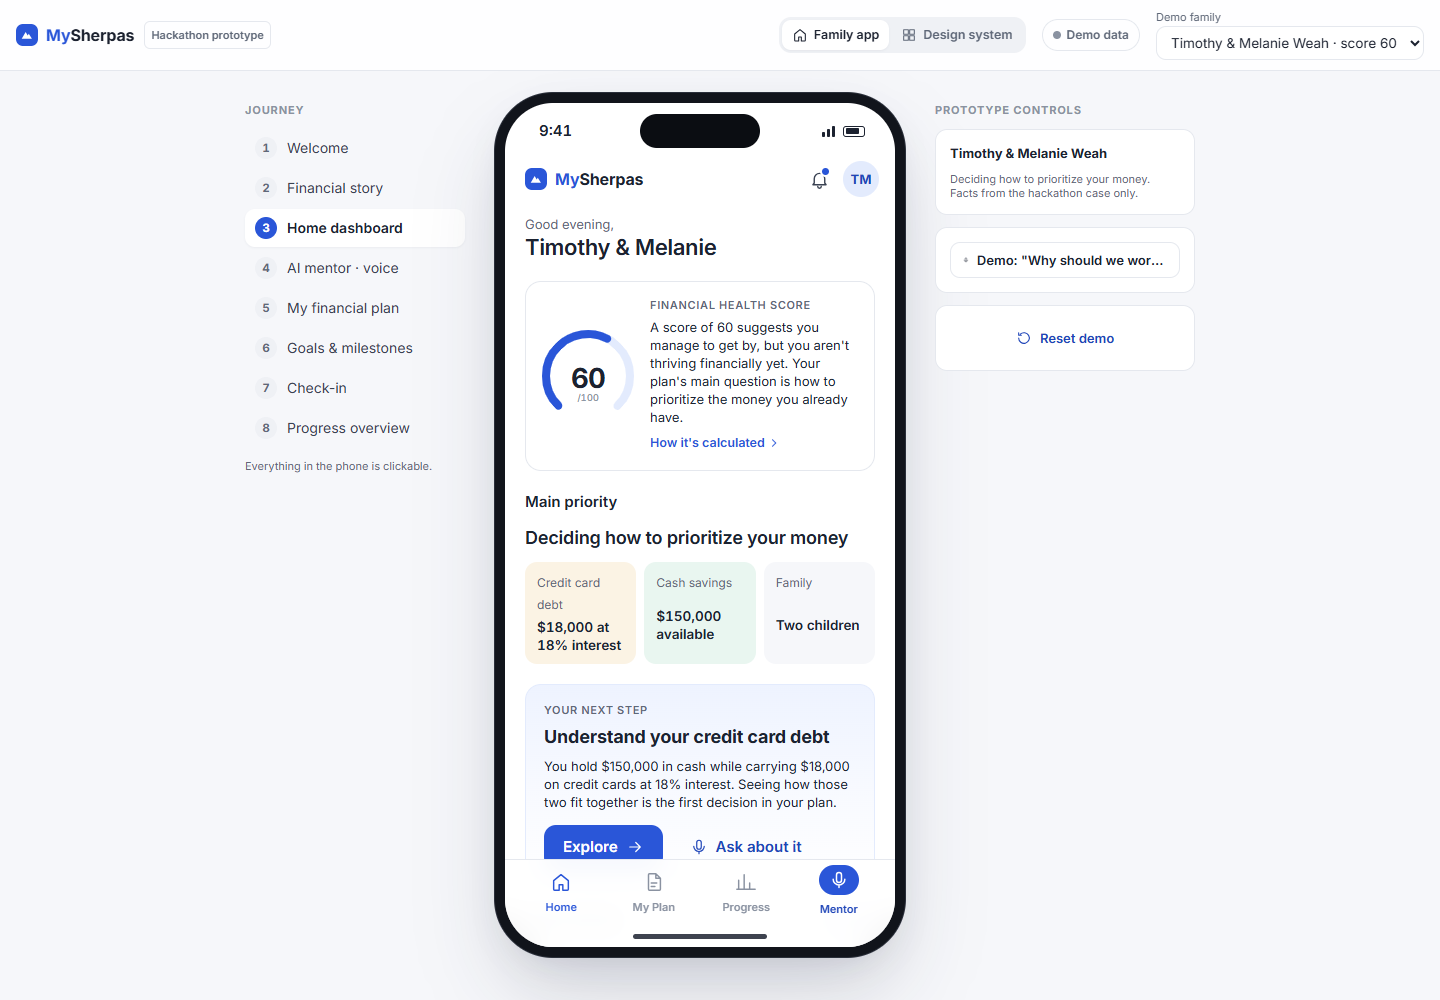 MySherpas
Hackathon prototype
Family app
Design system
Demo data
Demo family
Timothy & Melanie Weah · score 60
JOURNEY
1 Welcome
2 Financial story
3 Home dashboard
4 AI mentor · voice
5 My financial plan
6 Goals & milestones
7 Check-in
8 Progress overview
Everything in the phone is clickable.
9:41
MySherpas
TM
Good evening,
Timothy & Melanie
60
/100
FINANCIAL HEALTH SCORE
A score of 60 suggests you
manage to get by, but you aren't
thriving financially yet. Your
plan's main question is how to
prioritize the money you already
have.
How it's calculated
Main priority
Deciding how to prioritize your money
Credit card
debt
$18,000 at
18% interest
Cash savings
$150,000
available
Family
Two children
YOUR NEXT STEP
Understand your credit card debt
You hold $150,000 in cash while carrying $18,000
on credit cards at 18% interest. Seeing how those
two fit together is the first decision in your plan.
Explore
Ask about it
Home
My Plan
Progress
Mentor
PROTOTYPE CONTROLS
Timothy & Melanie Weah
Deciding how to prioritize your money.
Facts from the hackathon case only.
Demo: "Why should we wor...
Reset demo